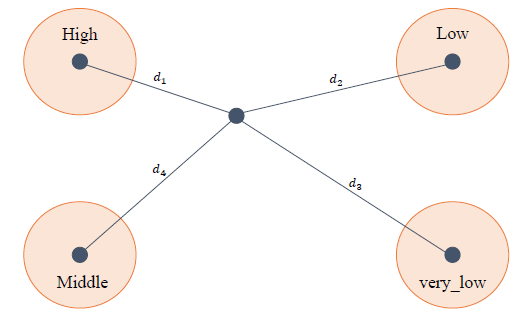 High
Low
d₁
d₂
d₄
d₃
Middle
very_low